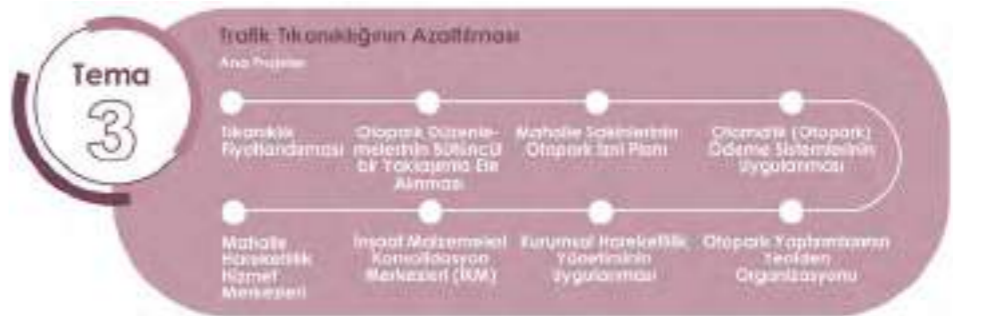 Trafik Tıkanıklığının Azaltılması
Ana Projeler
Tema
3
Tıkanıklık
Fiyatlandırması
Otopark Düzenle-
melerinin Bütüncül
bir Yaklaşımla Ele
Alınması
Mahalle Sakinlerinin
Otopark İzni Planı
Otomatik (Otopark)
Ödeme Sistemlerinin
Uygulanması
Mahalle
Hareketlilik
Hizmet
Merkezleri
İnşaat Malzemeleri
Konsolidasyon
Merkezleri (İKM)
Kurumsal Hareketlilik
Yönetiminin
Uygulanması
Otopark Yaptırımlarının
Yeniden
Organizasyonu